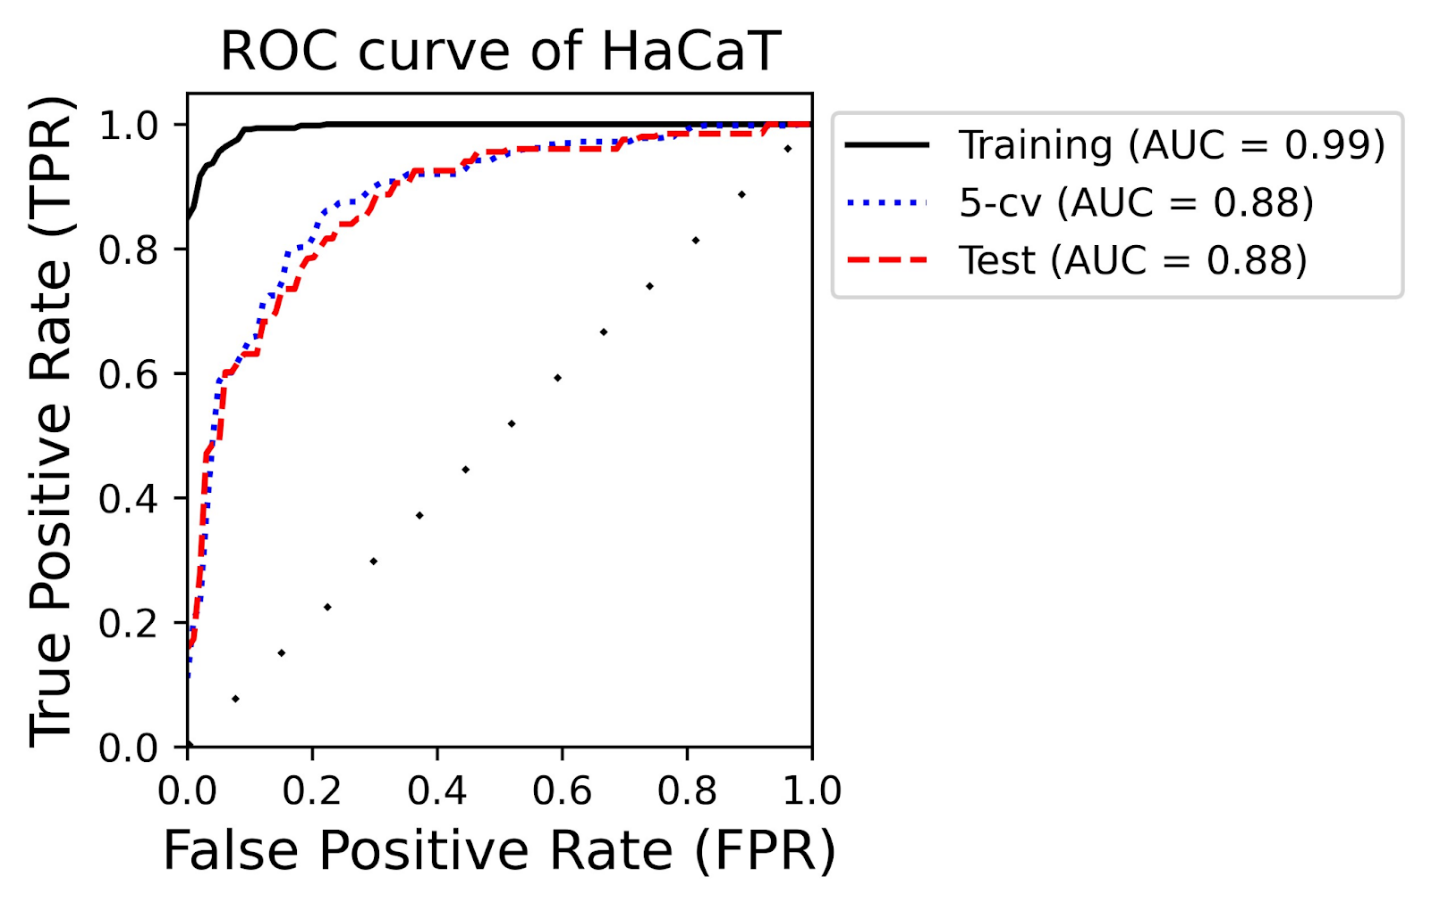 ROC curve of HaCaT
True Positive Rate (TPR)
1.0
0.8
0.6
0.4
0.2
0.0
0.0 0.2 0.4 0.6 0.8 1.0
False Positive Rate (FPR)
Training (AUC = 0.99)
5-cv (AUC = 0.88)
Test (AUC = 0.88)